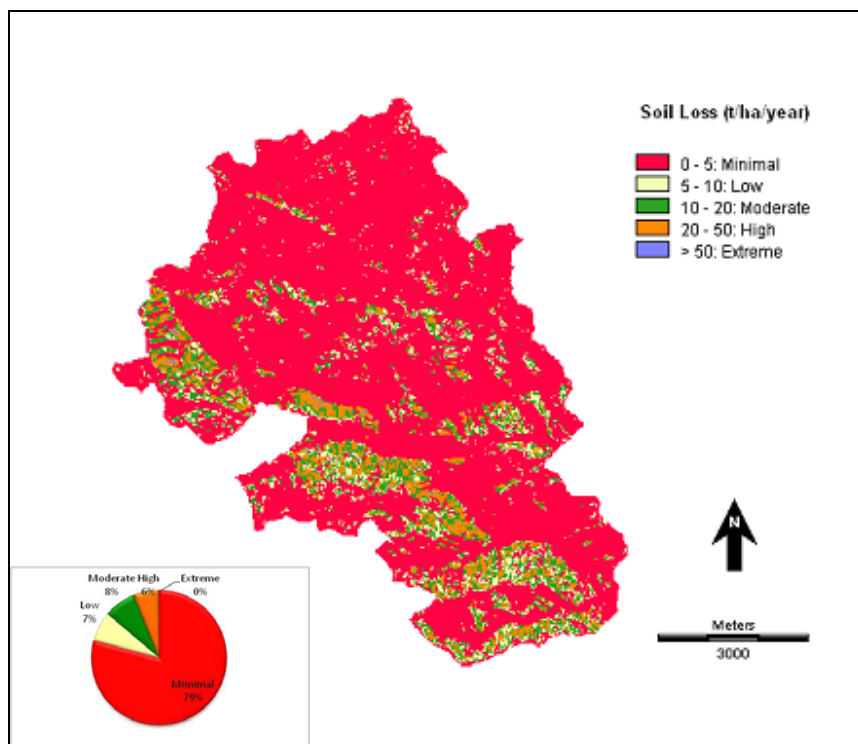 Soil Loss (t/ha/year)
0 - 5: Minimal
5 - 10: Low
10 - 20: Moderate
20 - 50: High
> 50: Extreme
N
Meters
3000
Moderate High Extreme
8% 6% 0%
Low
7%
Mimimal
79%